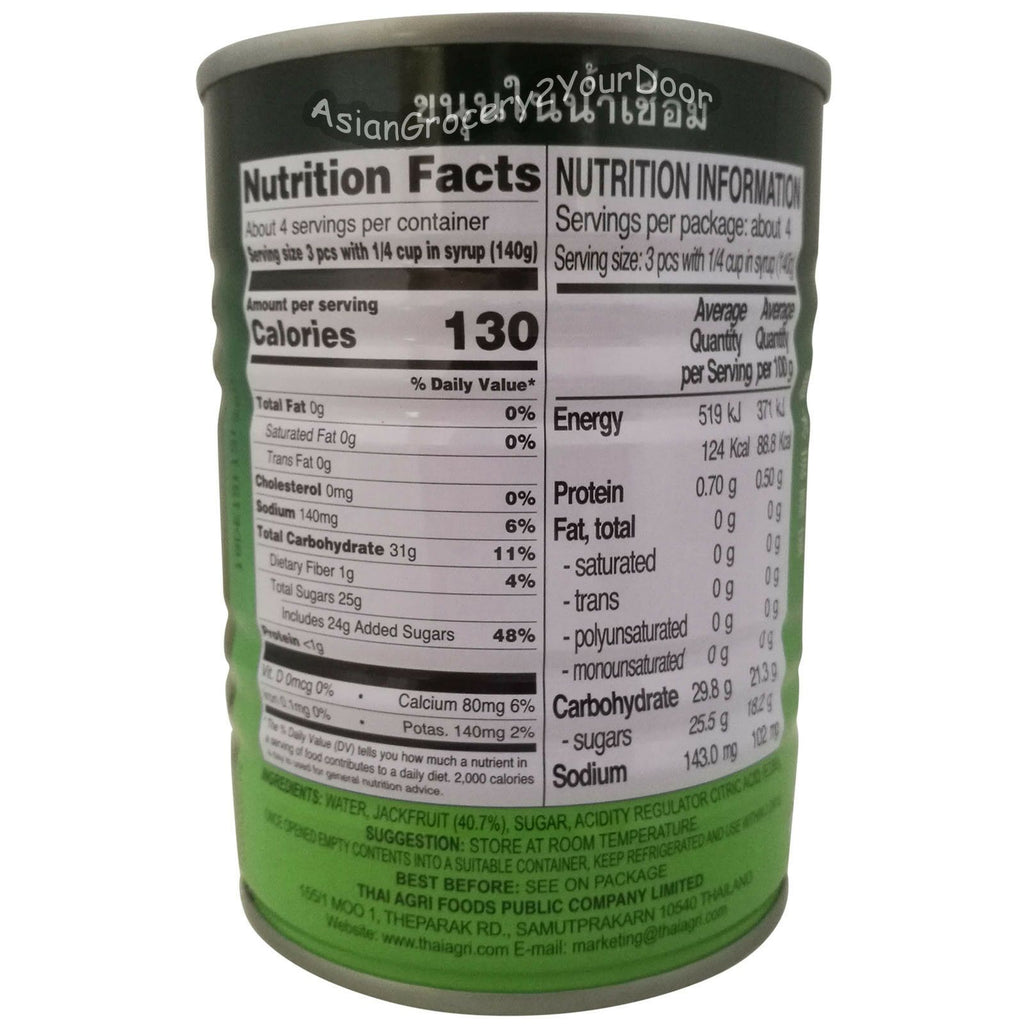 ขนุนในน้ำเชื่อม
AsianGrocery2YourDoor
Nutrition Facts
About 4 servings per container
Serving size 3 pcs with 1/4 cup in syrup (140g)
Amount per serving
Calories 130
% Daily Value*
Total Fat 0g 0%
Saturated Fat 0g 0%
Trans Fat 0g
Cholesterol 0mg 0%
Sodium 140mg 6%
Total Carbohydrate 31g 11%
Dietary Fiber 1g 4%
Total Sugars 25g
Includes 24g Added Sugars 48%
Protein <1g
Vit. D 0mcg 0% • Calcium 80mg 6%
Iron 0.1mg 0% • Potas. 140mg 2%
*The % Daily Value (DV) tells you how much a nutrient in
a serving of food contributes to a daily diet. 2,000 calories
a day is used for general nutrition advice.
NUTRITION INFORMATION
Servings per package: about 4
Serving size: 3 pcs with 1/4 cup in syrup (140g)
Average Average
Quantity Quantity
per Serving per 100 g
Energy 519 kJ 371 kJ
124 Kcal 88.8 Kcal
Protein 0.70 g 0.50 g
Fat, total 0 g 0 g
- saturated 0 g 0 g
- trans 0 g 0 g
- polyunsaturated 0 g 0 g
- monounsaturated 0 g 0 g
Carbohydrate 29.8 g 21.3 g
- sugars 25.5 g 18.2 g
Sodium 143.0 mg 102 mg
INGREDIENTS: WATER, JACKFRUIT (40.7%), SUGAR, ACIDITY REGULATOR CITRIC ACID
SUGGESTION: STORE AT ROOM TEMPERATURE
ONCE OPENED EMPTY CONTENTS INTO A SUITABLE CONTAINER, KEEP REFRIGERATED AND USE WITHIN
BEST BEFORE: SEE ON PACKAGE
THAI AGRI FOODS PUBLIC COMPANY LIMITED
155/1 MOO 1, THEPARAK RD., SAMUTPRAKARN 10540 THAILAND
Website: www.thaiagri.com E-mail: marketing@thaiagri.com